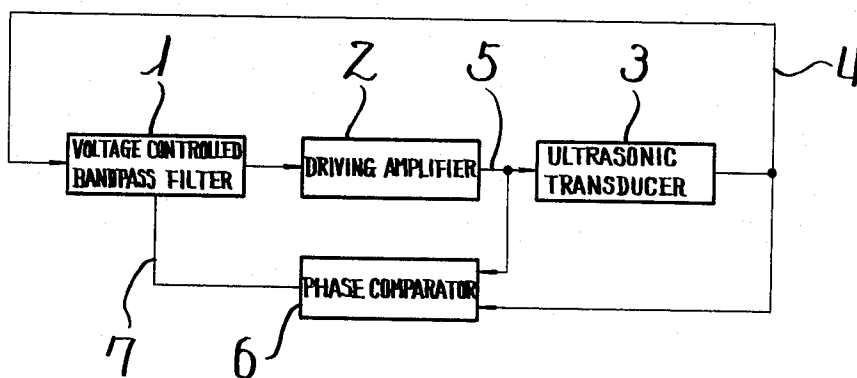 1
2
5
3
4
VOLTAGE CONTROLLED
BANDPASS FILTER
DRIVING AMPLIFIER
ULTRASONIC
TRANSDUCER
PHASE COMPARATOR
7
6